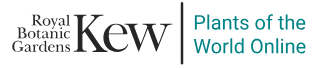 Royal
Botanic
Gardens
Kew
Plants of the
World Online